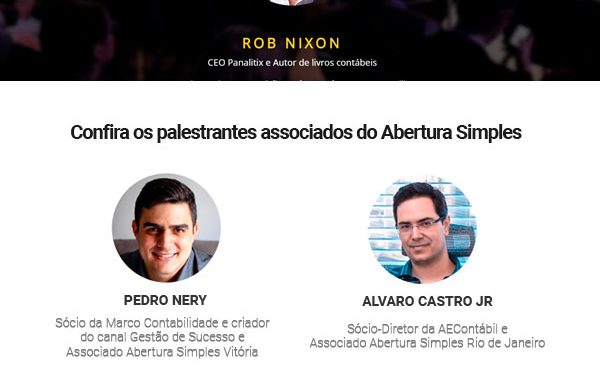 ROB NIXON
CEO Panalitix e Autor de livros contábeis
Confira os palestrantes associados do Abertura Simples
PEDRO NERY
Sócio da Marco Contabilidade e criador
do canal Gestão de Sucesso e
Associado Abertura Simples Vitória
ALVARO CASTRO JR
Sócio-Diretor da AEContábil e
Associado Abertura Simples Rio de Janeiro